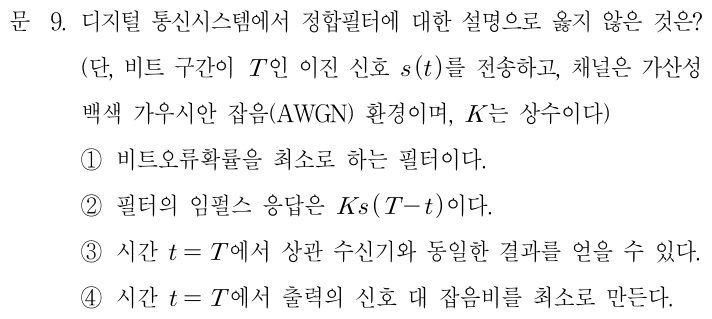 문 9. 디지털 통신시스템에서 정합필터에 대한 설명으로 옳지 않은 것은?
(단, 비트 구간이 T인 이진 신호 s(t)를 전송하고, 채널은 가산성
백색 가우시안 잡음(AWGN) 환경이며, K는 상수이다)
① 비트오류확률을 최소로 하는 필터이다.
② 필터의 임펄스 응답은 Ks(T-t)이다.
③ 시간 t=T에서 상관 수신기와 동일한 결과를 얻을 수 있다.
④ 시간 t=T에서 출력의 신호 대 잡음비를 최소로 만든다.